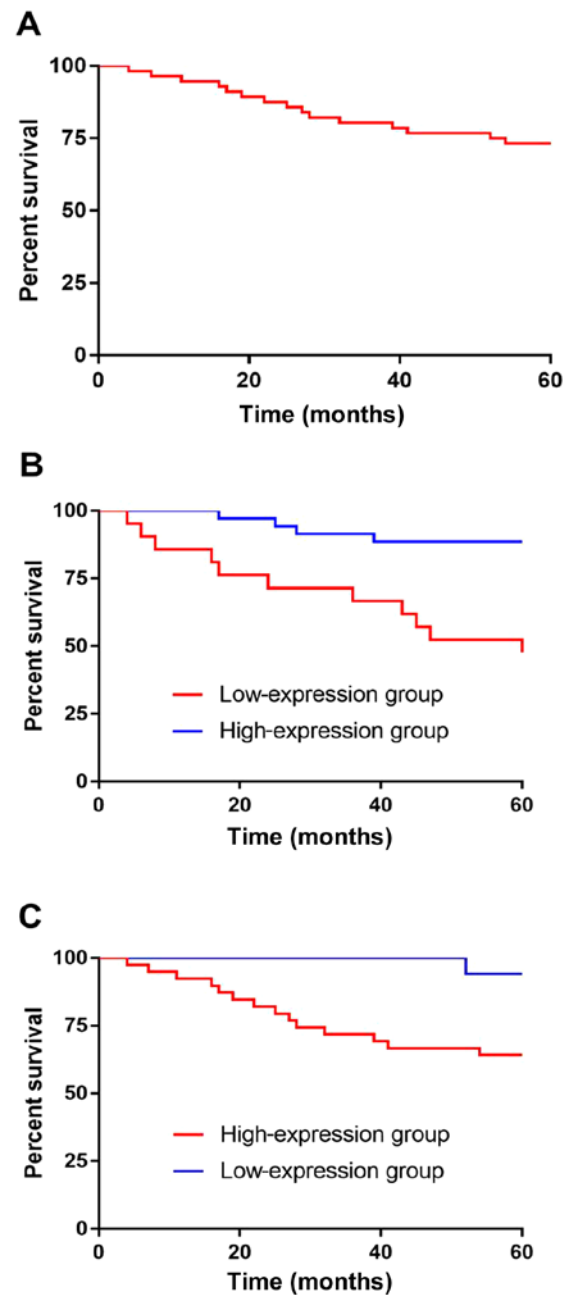 A
100
75
50
25
0
Percent survival
0 20 40 60
Time (months)
B
100
75
50
25
0
Percent survival
Low-expression group
High-expression group
0 20 40 60
Time (months)
C
100
75
50
25
0
Percent survival
High-expression group
Low-expression group
0 20 40 60
Time (months)